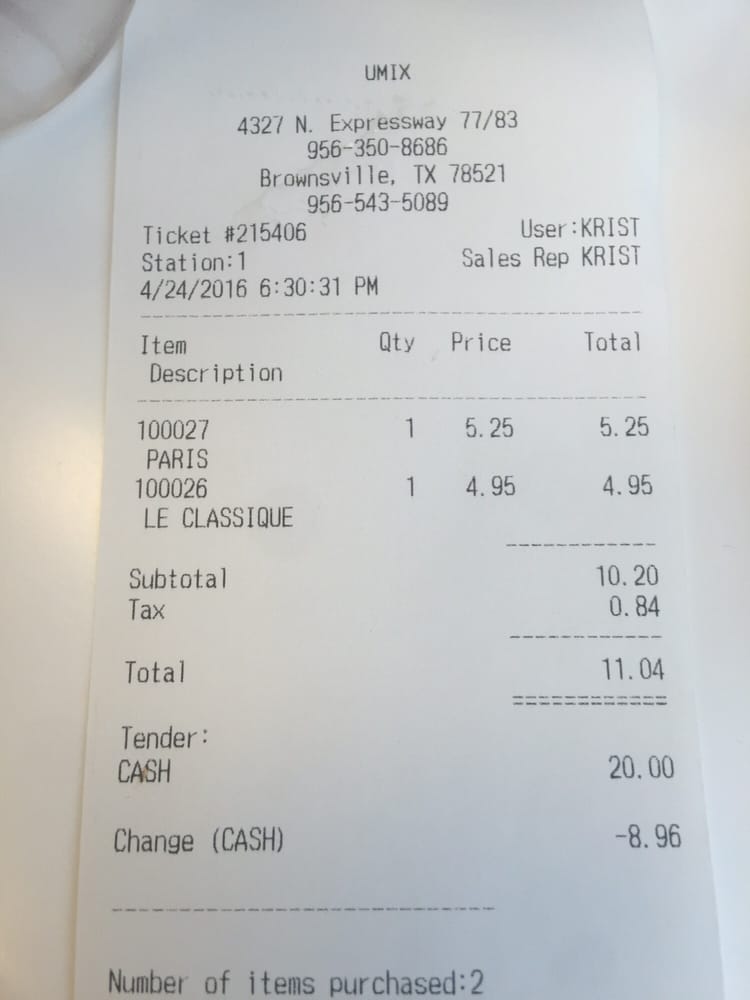 UMIX
4327 N. Expressway 77/83
956-350-8686
Brownsville, TX 78521
956-543-5089
Ticket #215406 User:KRIST
Station:1 Sales Rep KRIST
4/24/2016 6:30:31 PM
Item Qty Price Total
Description
100027 1 5.25 5.25
PARIS
100026 1 4.95 4.95
LE CLASSIQUE
Subtotal 10.20
Tax 0.84
Total 11.04
Tender:
CASH 20.00
Change (CASH) -8.96
Number of items purchased:2